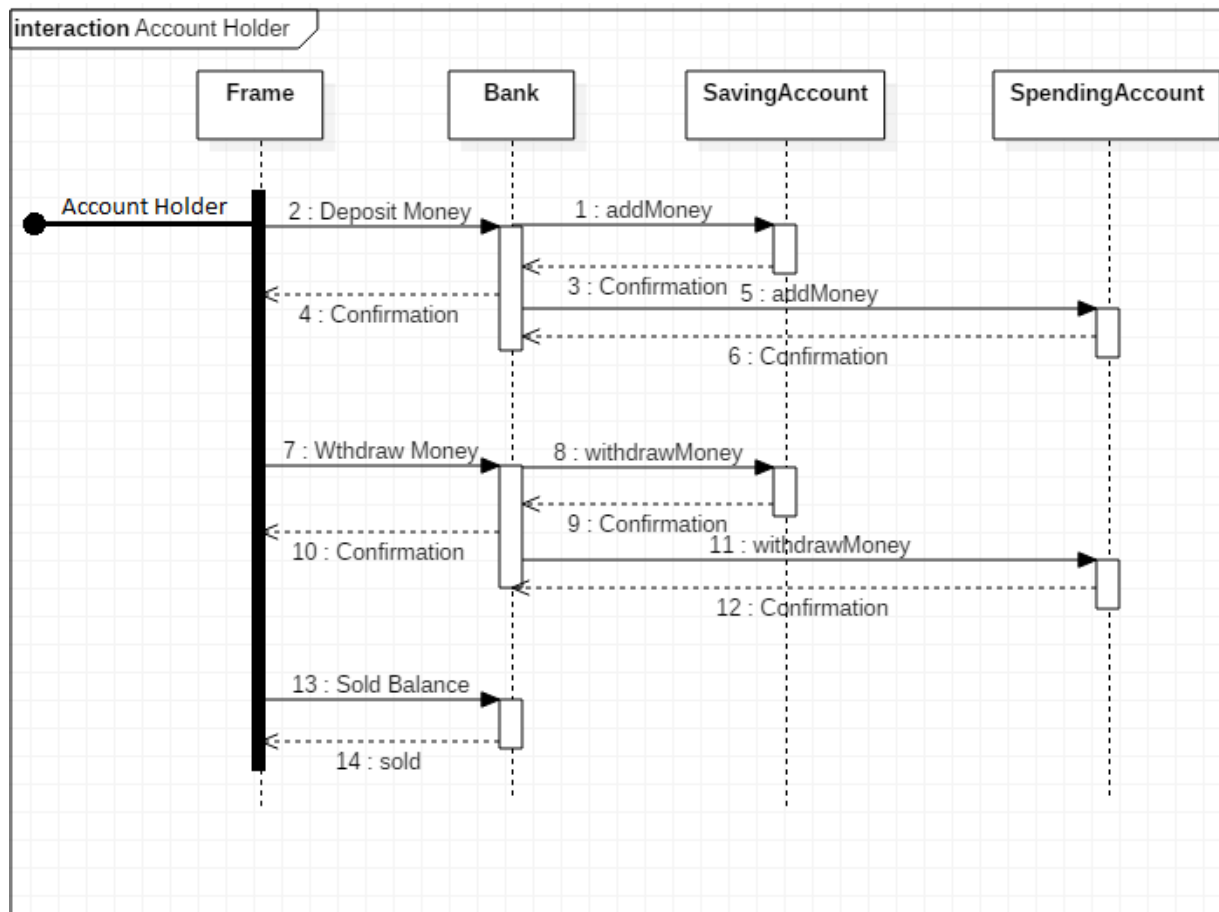 interaction Account Holder
Frame
Bank
SavingAccount
SpendingAccount
Account Holder
2 : Deposit Money
1 : addMoney
3 : Confirmation
5 : addMoney
4 : Confirmation
6 : Confirmation
7 : Wthdraw Money
8 : withdrawMoney
9 : Confirmation
10 : Confirmation
11 : withdrawMoney
12 : Confirmation
13 : Sold Balance
14 : sold